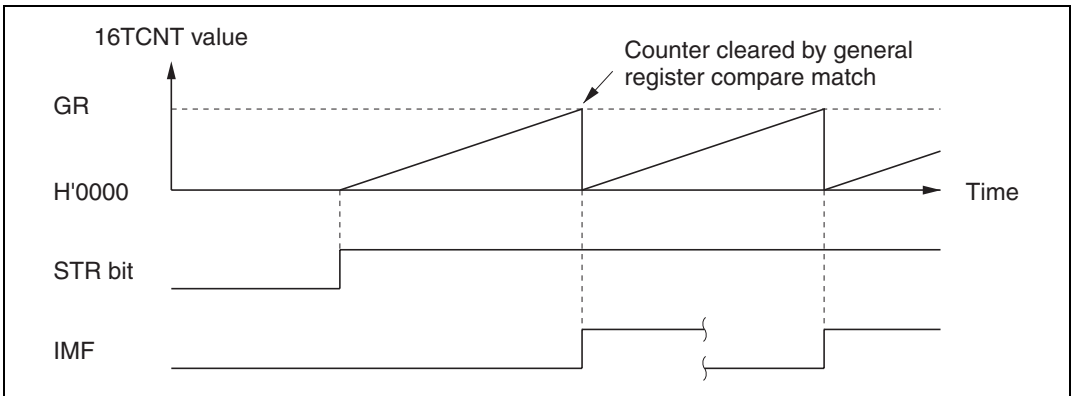 16TCNT value
Counter cleared by general
register compare match
GR
H'0000
Time
STR bit
IMF